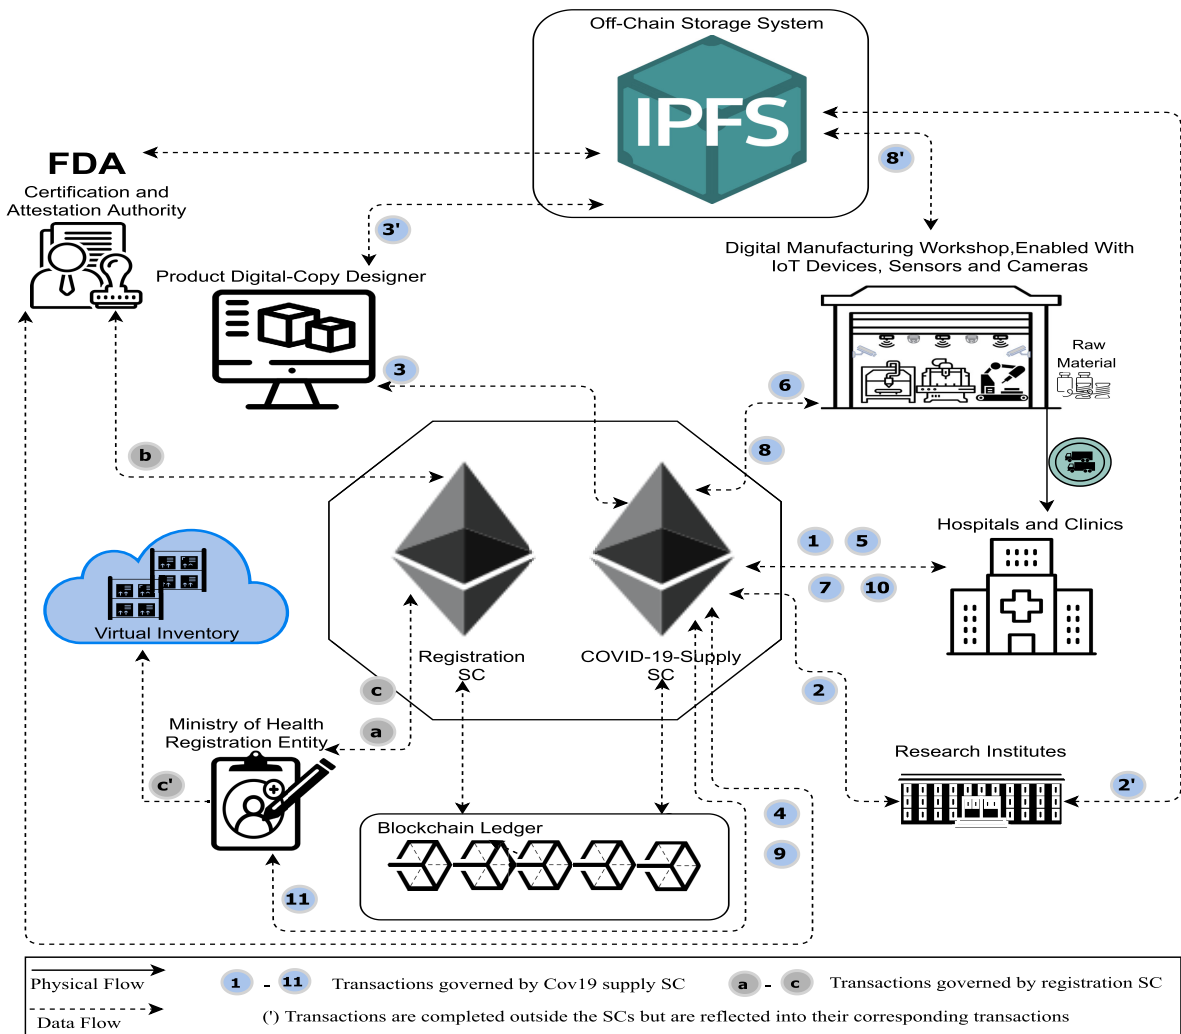 Off-Chain Storage System
IPFS
FDA
Certification and
Attestation Authority
8'
3'
Digital Manufacturing Workshop,Enabled With
IoT Devices, Sensors and Cameras
Product Digital-Copy Designer
Raw
Material
3
6
b
8
Hospitals and Clinics
1
5
7
10
Virtual Inventory
Registration
SC
COVID-19-Supply
SC
c
2
Ministry of Health
Registration Entity
a
Research Institutes
c'
2'
4
Blockchain Ledger
9
11
Physical Flow
1 - 11 Transactions governed by Cov19 supply SC
a - c Transactions governed by registration SC
Data Flow
(') Transactions are completed outside the SCs but are reflected into their corresponding transactions